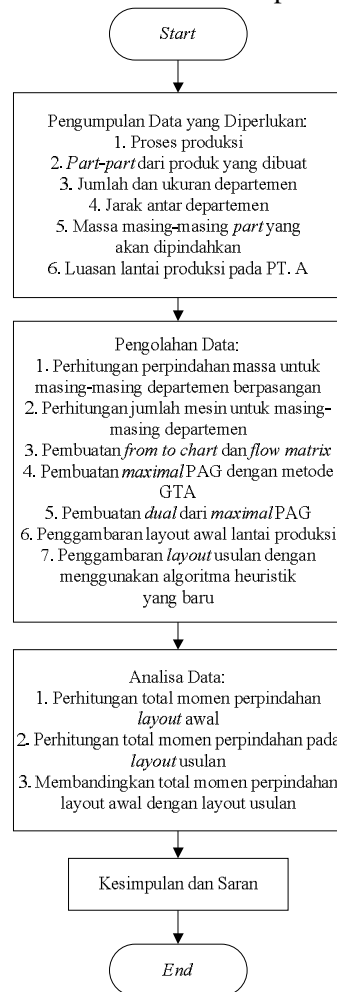 Start
Pengumpulan Data yang Diperlukan:
1. Proses produksi
2. Part-part dari produk yang dibuat
3. Jumlah dan ukuran departemen
4. Jarak antar departemen
5. Massa masing-masing part yang
akan dipindahkan
6. Luasan lantai produksi pada PT. A
Pengolahan Data:
1. Perhitungan perpindahan massa untuk
masing-masing departemen berpasangan
2. Perhitungan jumlah mesin untuk masing-
masing departemen
3. Pembuatan from to chart dan flow matrix
4. Pembuatan maximal PAG dengan metode
GTA
5. Pembuatan dual dari maximal PAG
6. Penggambaran layout awal lantai produksi
7. Penggambaran layout usulan dengan
menggunakan algoritma heuristik
yang baru
Analisa Data:
1. Perhitungan total momen perpindahan
layout awal
2. Perhitungan total momen perpindahan pada
layout usulan
3. Membandingkan total momen perpindahan
layout awal dengan layout usulan
Kesimpulan dan Saran
End